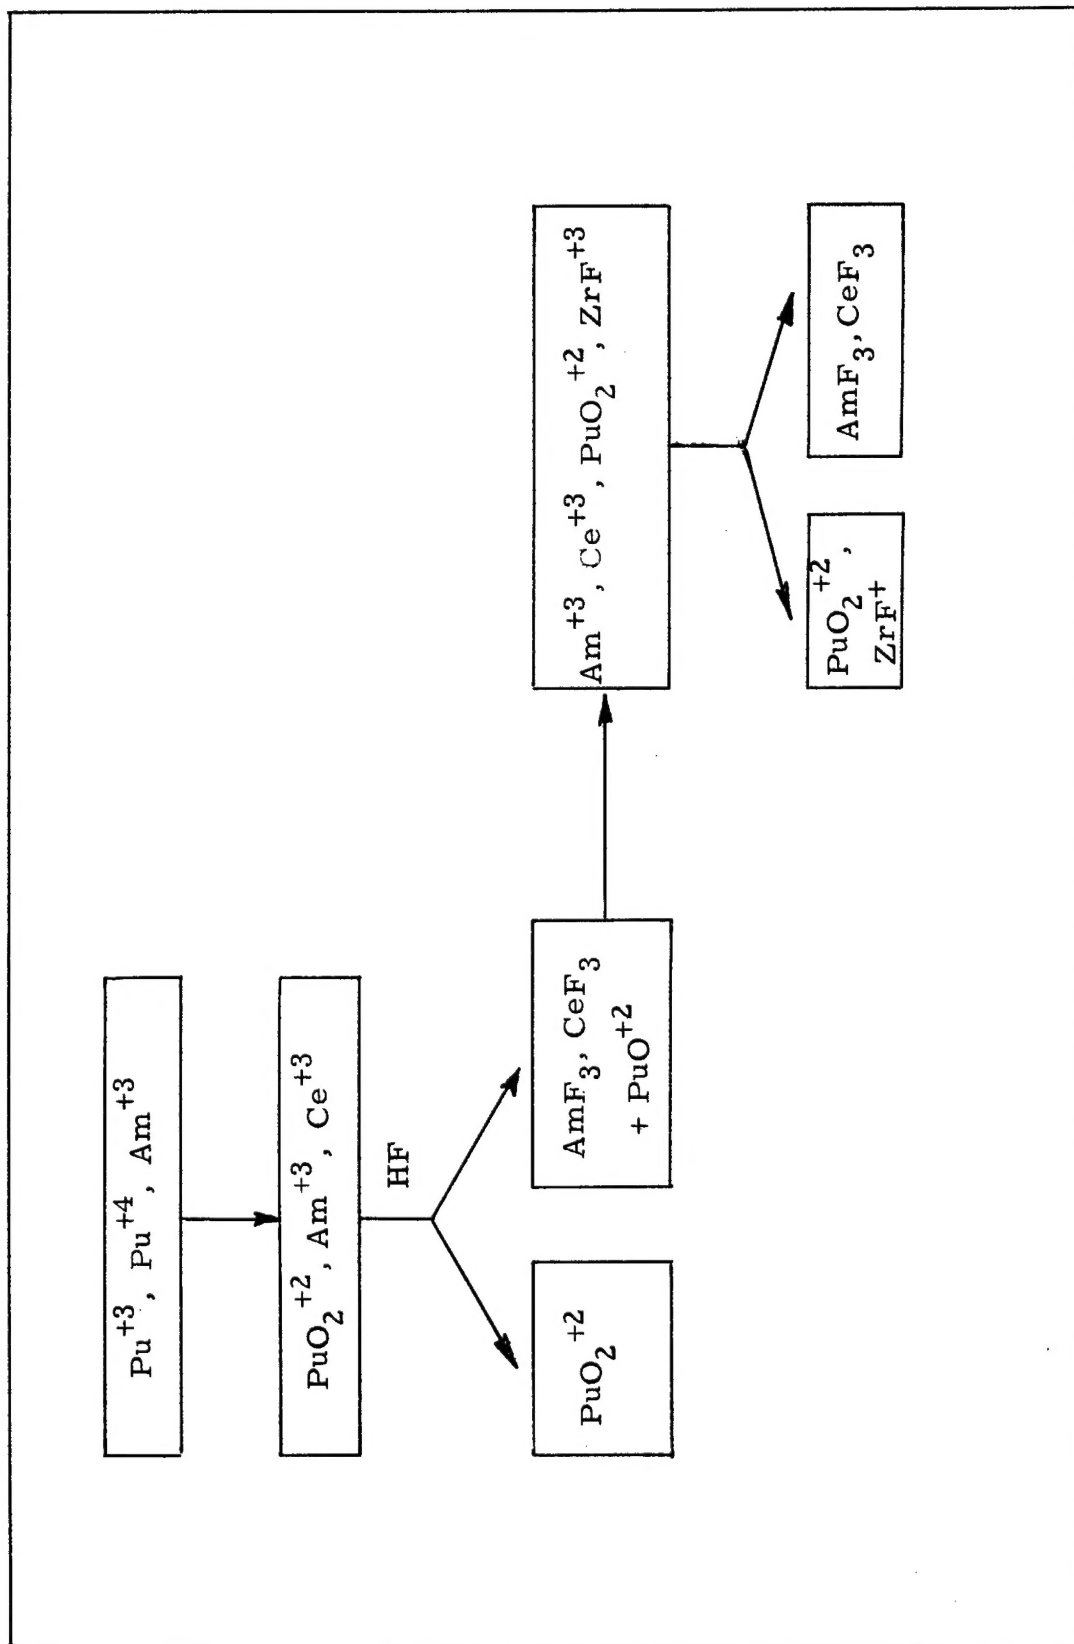 Pu⁺³, Pu⁺⁴, Am⁺³
PuO₂⁺², Am⁺³, Ce⁺³
HF
PuO₂⁺²
AmF₃, CeF₃
+ PuO⁺²
Am⁺³, Ce⁺³, PuO₂⁺², ZrF⁺³
PuO₂⁺²,
ZrF⁺
AmF₃, CeF₃